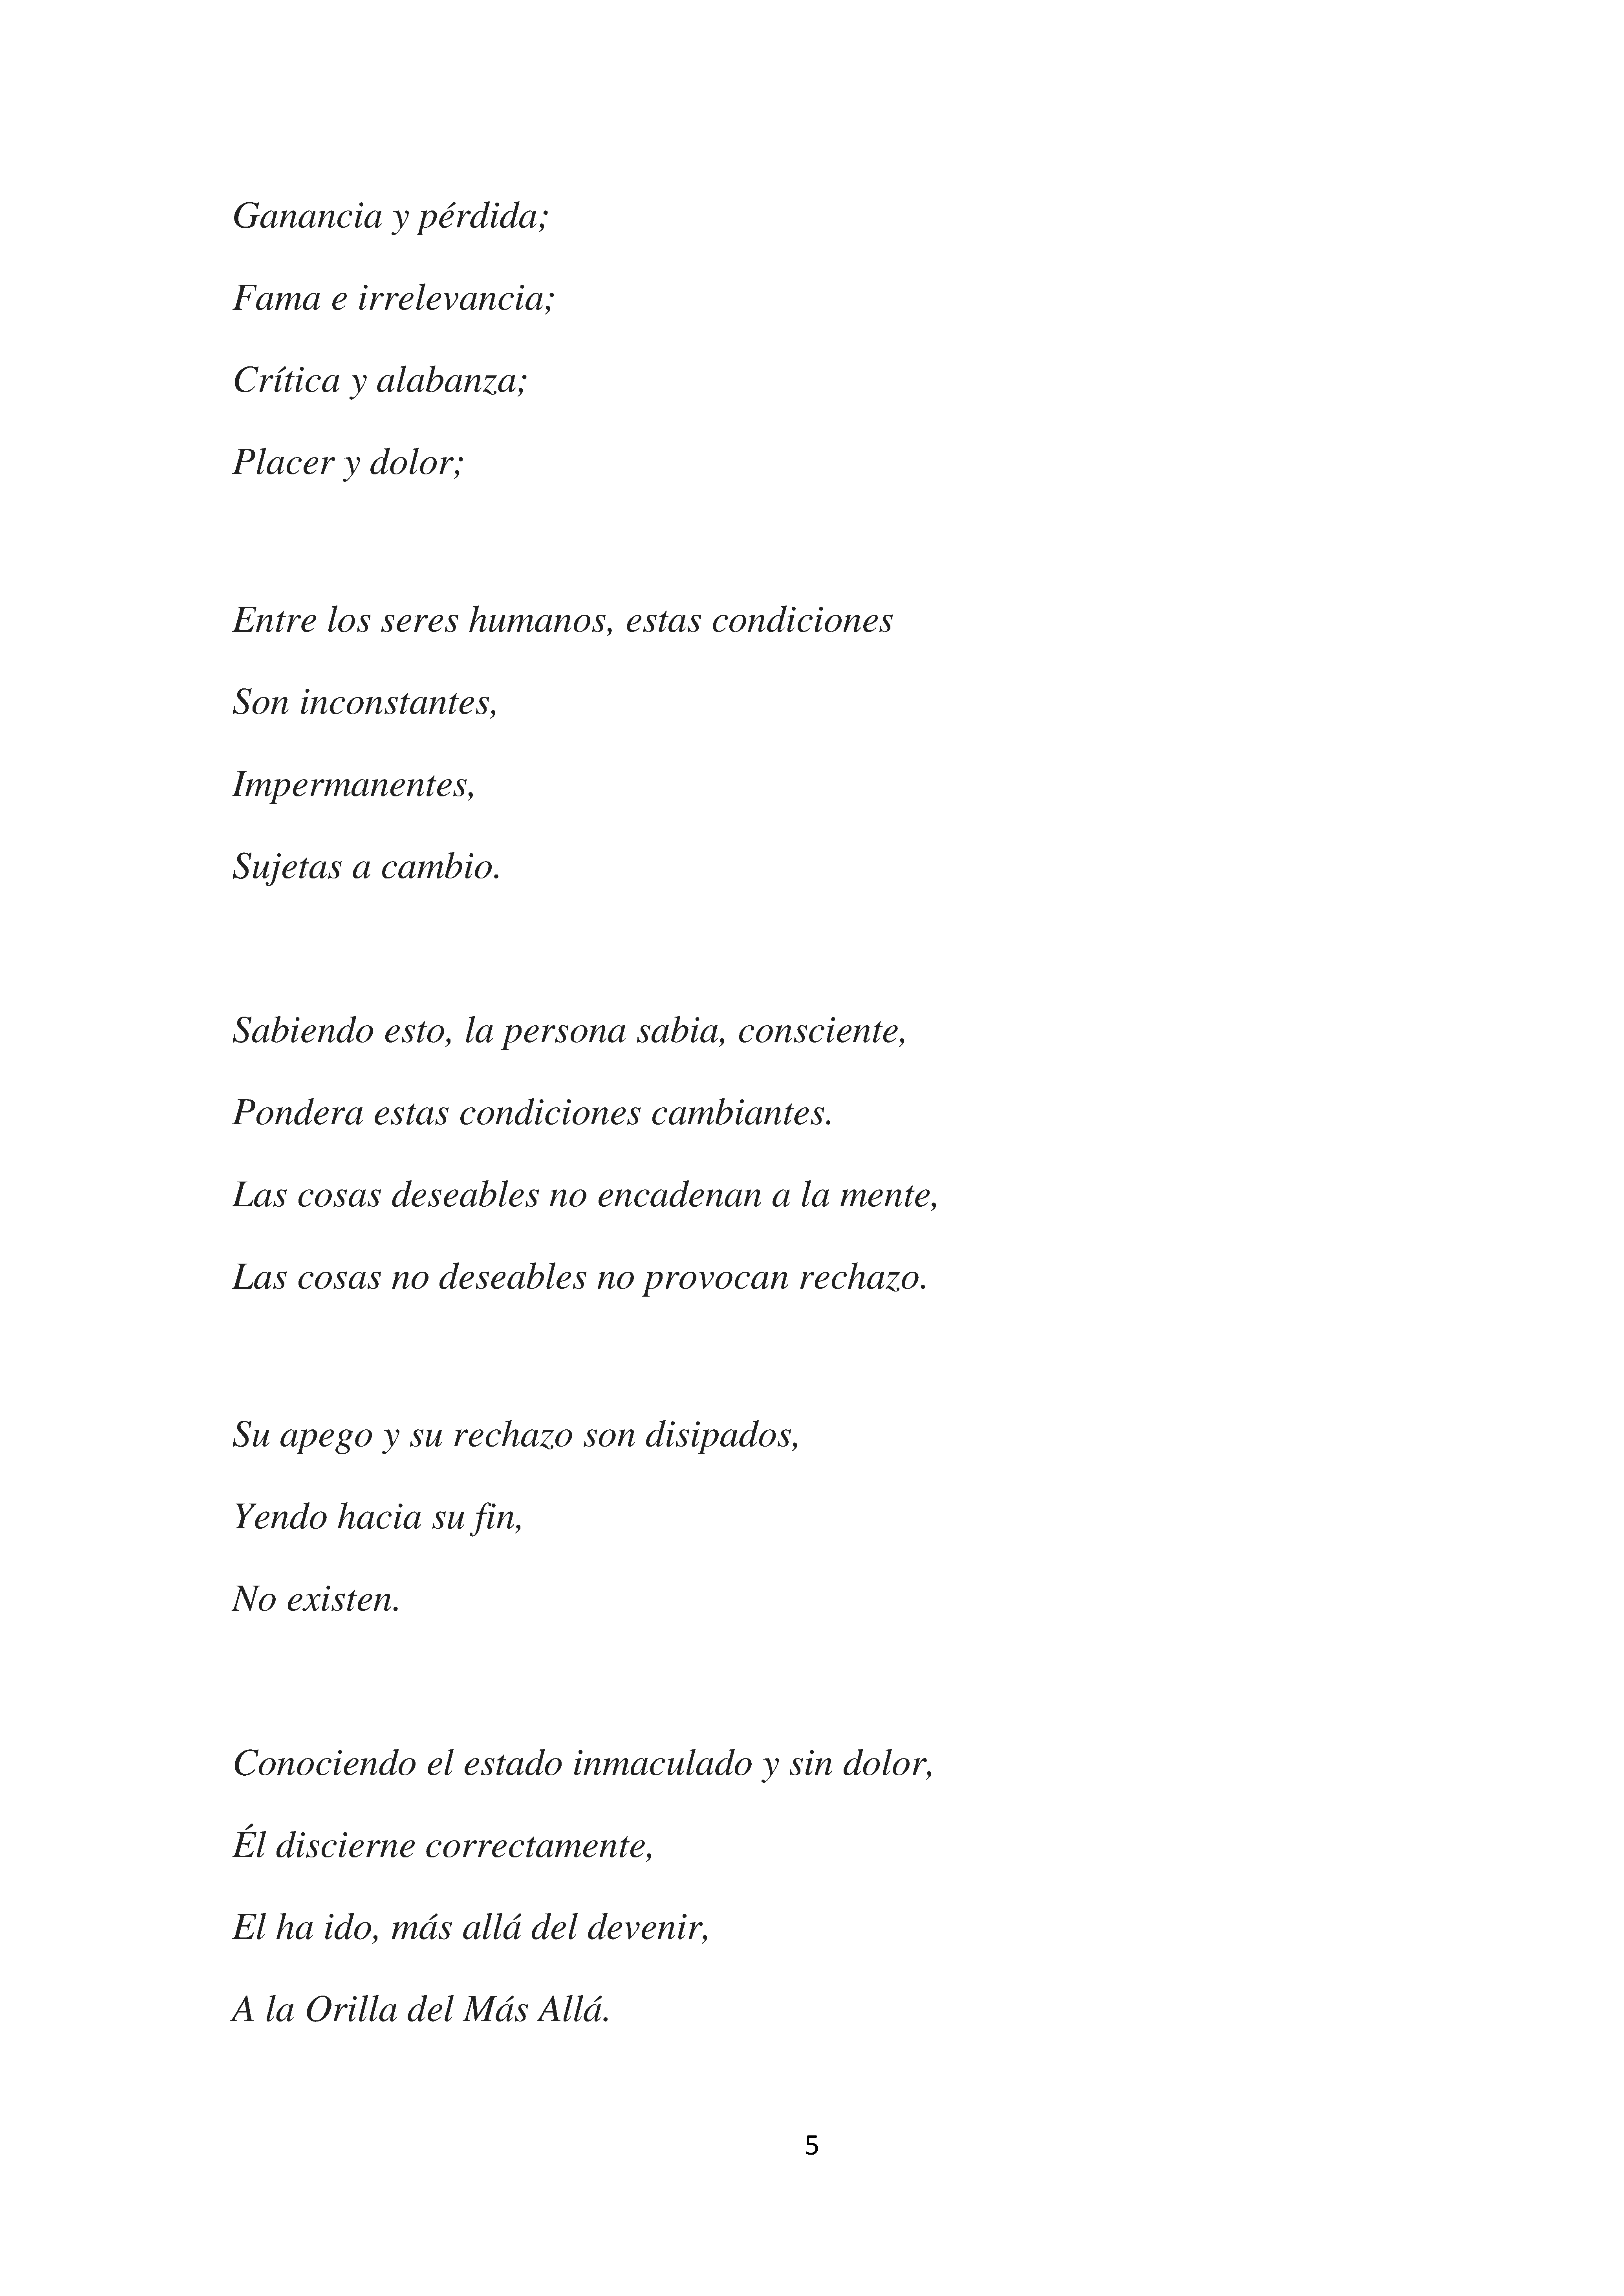 Ganancia y pérdida;
Fama e irrelevancia;
Crítica y alabanza;
Placer y dolor;
Entre los seres humanos, estas condiciones
Son inconstantes,
Impermanentes,
Sujetas a cambio.
Sabiendo esto, la persona sabia, consciente,
Pondera estas condiciones cambiantes.
Las cosas deseables no encadenan a la mente,
Las cosas no deseables no provocan rechazo.
Su apego y su rechazo son disipados,
Yendo hacia su fin,
No existen.
Conociendo el estado inmaculado y sin dolor,
Él discierne correctamente,
El ha ido, más allá del devenir,
A la Orilla del Más Allá.
5